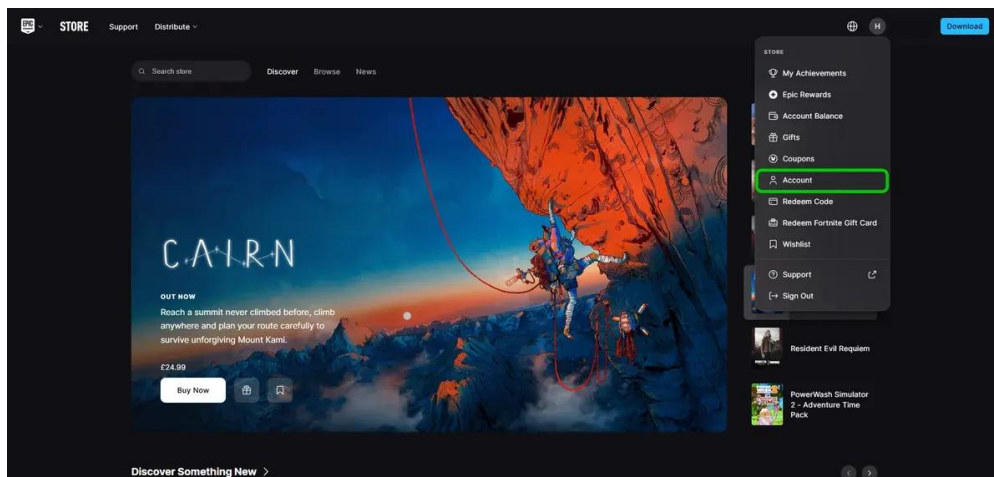 EPIC
STORE
Support
Distribute
H
Download
Search store
Discover
Browse
News
STORE
My Achievements
Epic Rewards
Account Balance
Gifts
Coupons
Account
Redeem Code
Redeem Fortnite Gift Card
Wishlist
Support
Sign Out
CAIRN
OUT NOW
Reach a summit never climbed before, climb
anywhere and plan your route carefully to
survive unforgiving Mount Kami.
£24.99
Buy Now
Resident Evil Requiem
PowerWash Simulator
2 - Adventure Time
Pack
Discover Something New